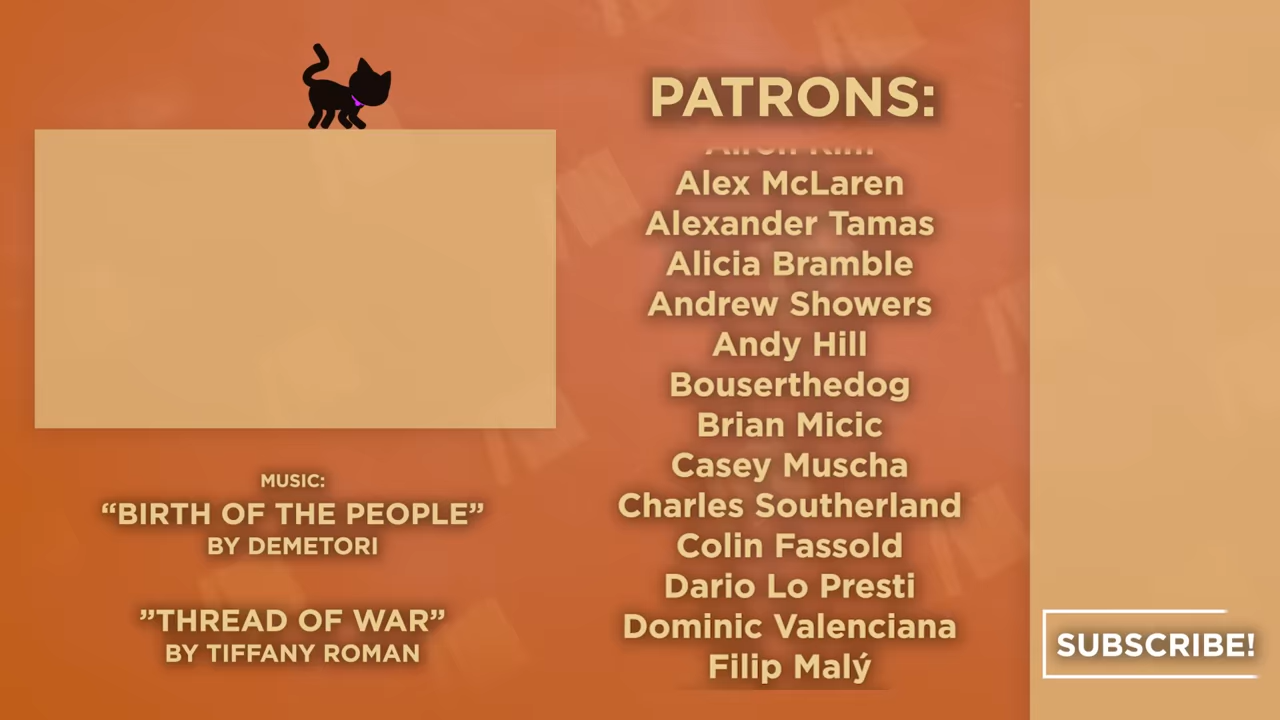 MUSIC:
“BIRTH OF THE PEOPLE”
BY DEMETORI
”THREAD OF WAR”
BY TIFFANY ROMAN
PATRONS:
Alex McLaren
Alexander Tamas
Alicia Bramble
Andrew Showers
Andy Hill
Bouserthedog
Brian Micic
Casey Muscha
Charles Southerland
Colin Fassold
Dario Lo Presti
Dominic Valenciana
Filip Malý
SUBSCRIBE!